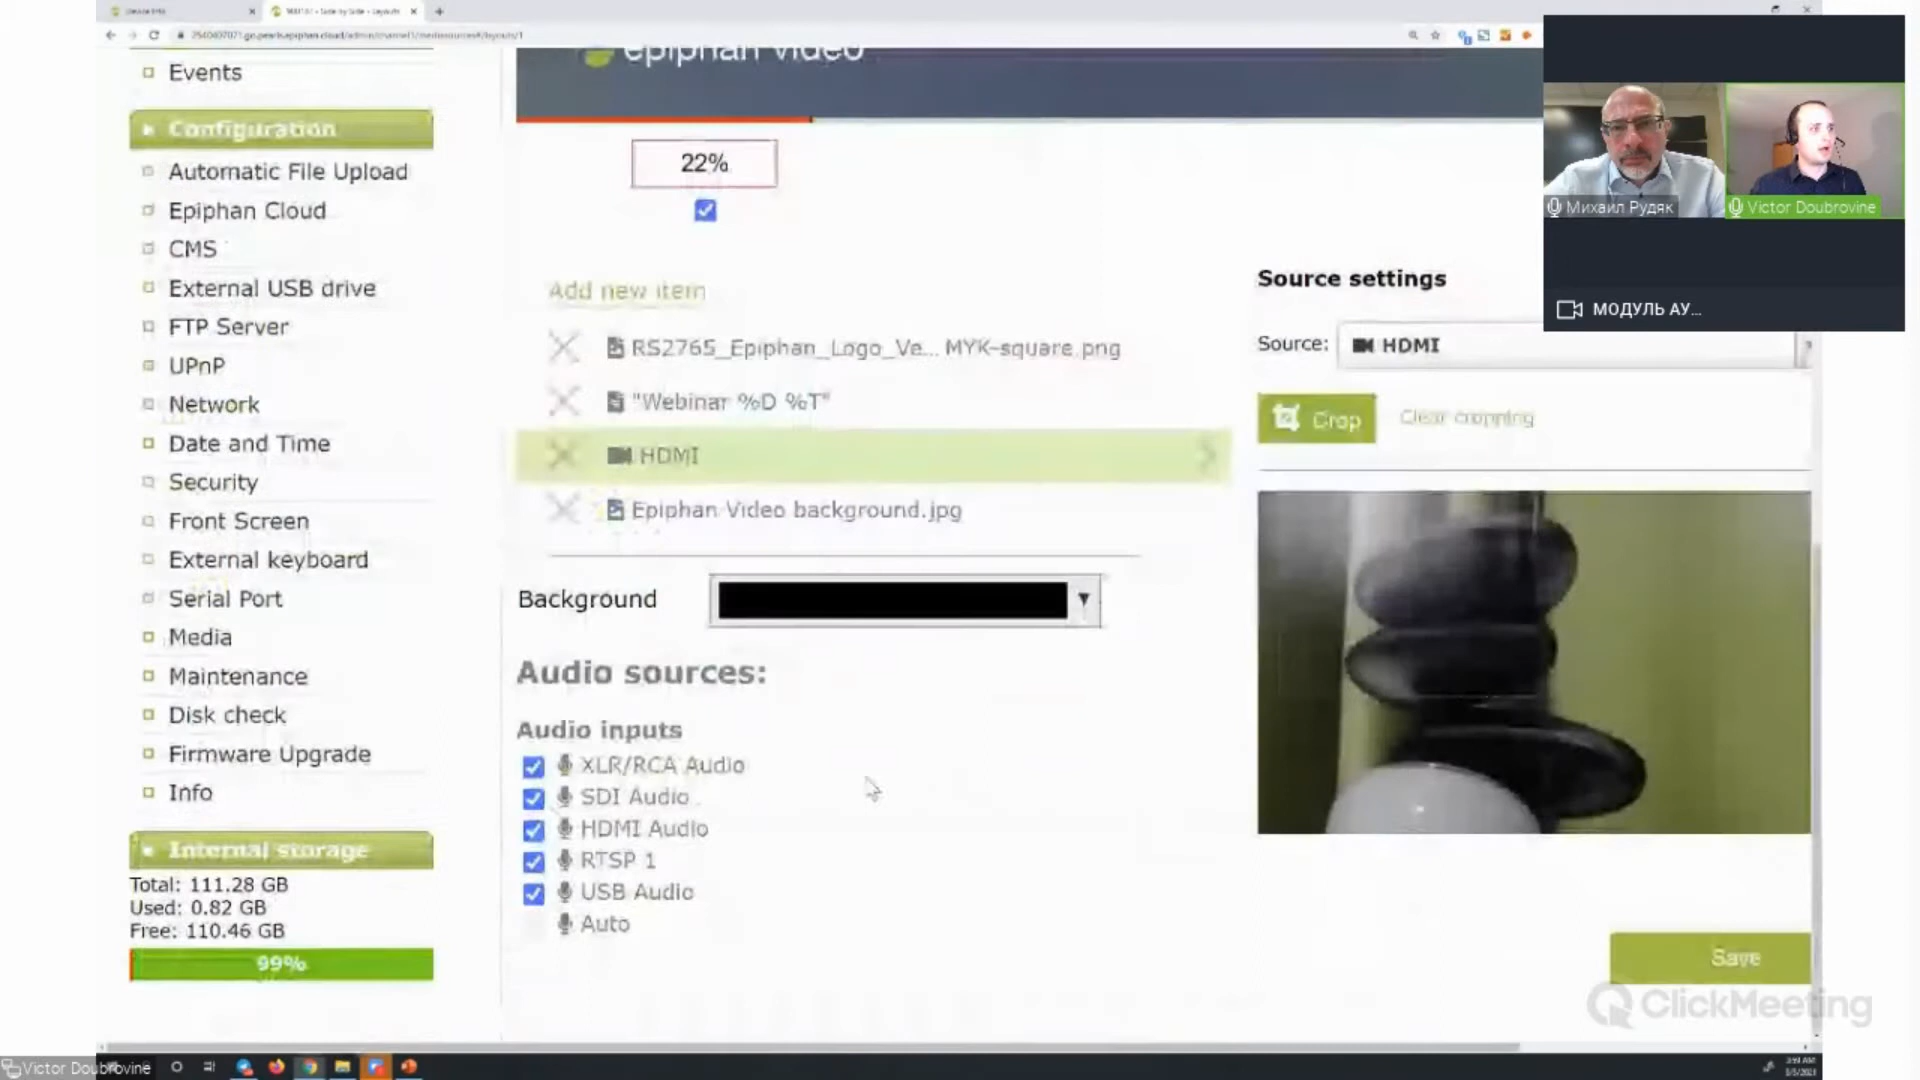 Events
Configuration
Automatic File Upload
Epiphan Cloud
CMS
External USB drive
FTP Server
UPnP
Network
Date and Time
Security
Front Screen
External keyboard
Serial Port
Media
Maintenance
Disk check
Firmware Upgrade
Info
Internal storage
Total: 111.28 GB
Used: 0.82 GB
Free: 110.46 GB
99%
epiphan video
22%
Add new item
RS2765_Epiphan_Logo_Ve... MYK-square.png
"Webinar %D %T"
HDMI
Epiphan Video background.jpg
Background
Audio sources:
Audio inputs
XLR/RCA Audio
SDI Audio
HDMI Audio
RTSP 1
USB Audio
Auto
Source settings
Source: HDMI
Crop Clear cropping
Save
Михаил Рудяк
Victor Doubrovine
МОДУЛЬ АУ...
ClickMeeting
Victor Doubrovine